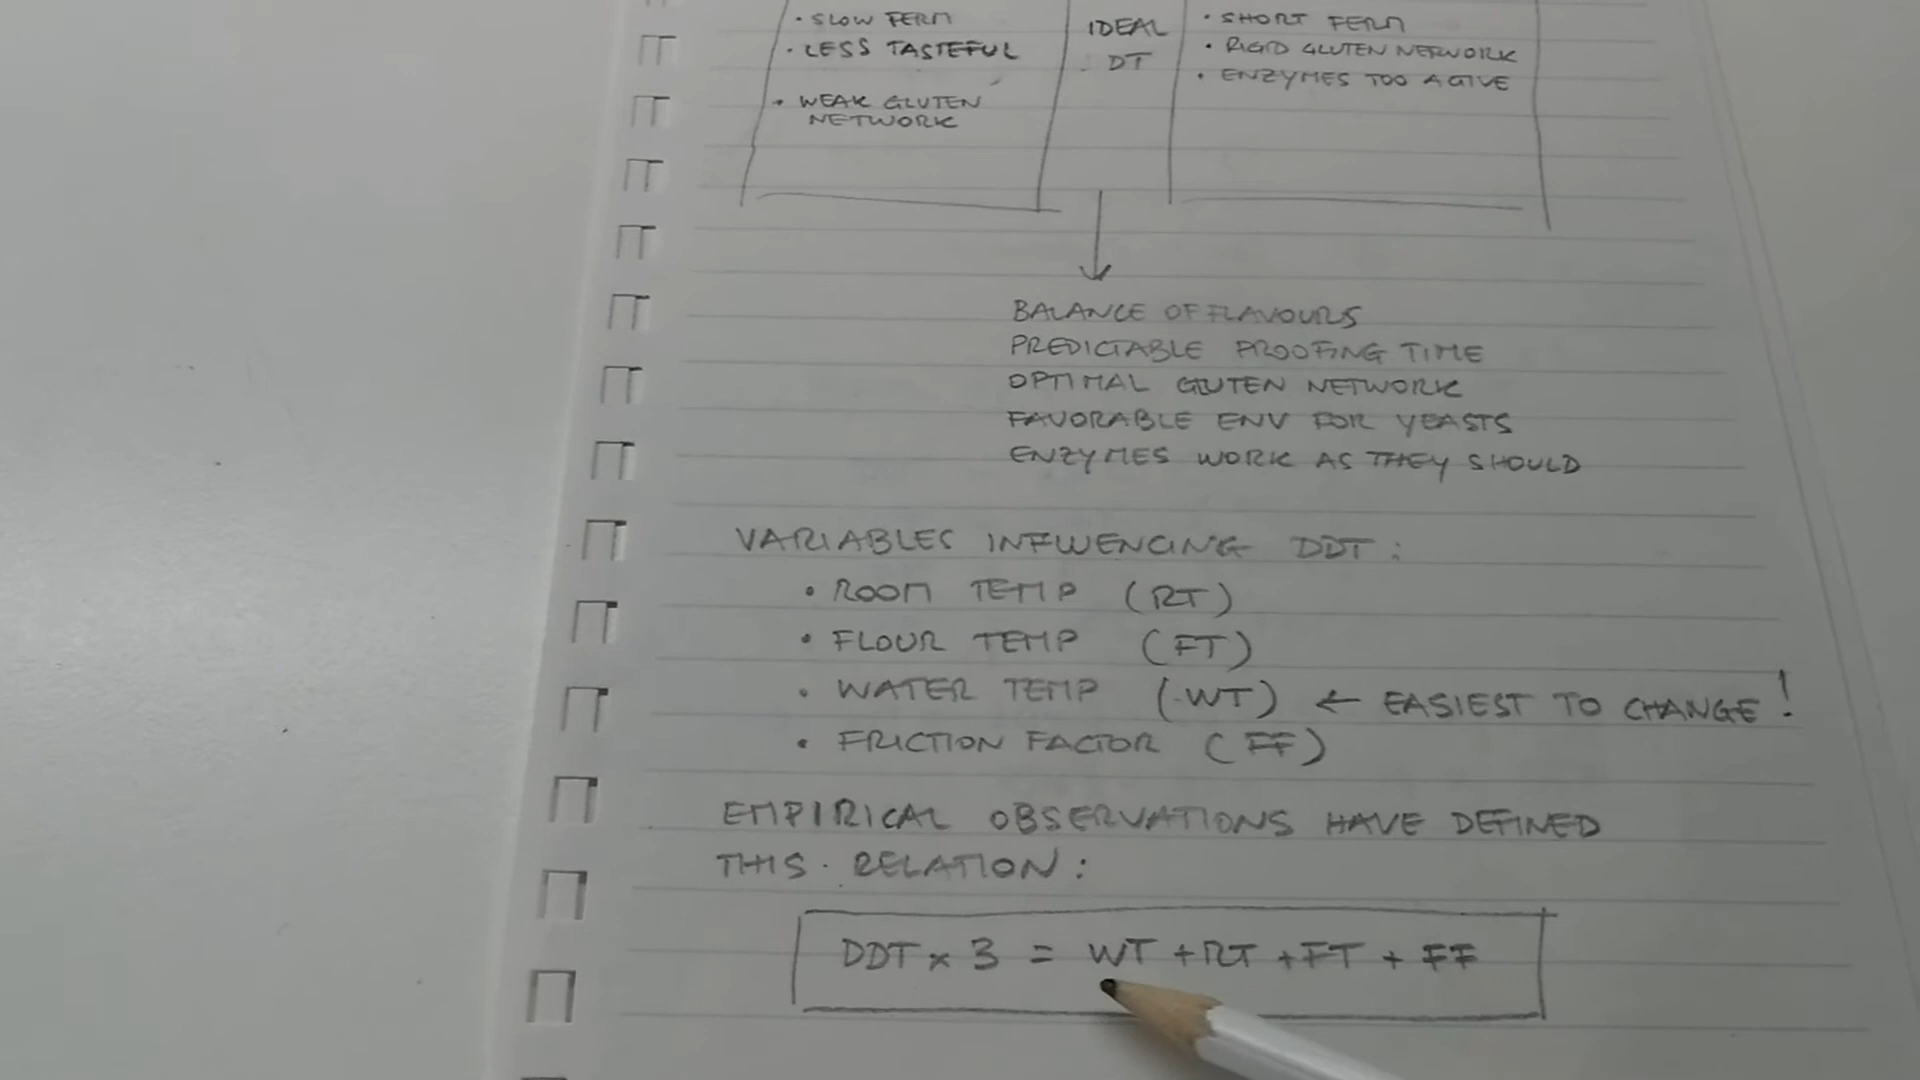 • SLOW FERM
• LESS TASTEFUL
• WEAK GLUTEN
NETWORK
IDEAL
DT
• SHORT FERM
• RIGID GLUTEN NETWORK
• ENZYMES TOO ACTIVE
BALANCE OF FLAVOURS
PREDICTABLE PROOFING TIME
OPTIMAL GLUTEN NETWORK
FAVORABLE ENV FOR YEASTS
ENZYMES WORK AS THEY SHOULD
VARIABLES INFLUENCING DDT:
• ROOM TEMP (RT)
• FLOUR TEMP (FT)
• WATER TEMP (WT) ← EASIEST TO CHANGE!
• FRICTION FACTOR (FF)
EMPIRICAL OBSERVATIONS HAVE DEFINED
THIS RELATION:
DDT × 3 = WT + RT + FT + FF